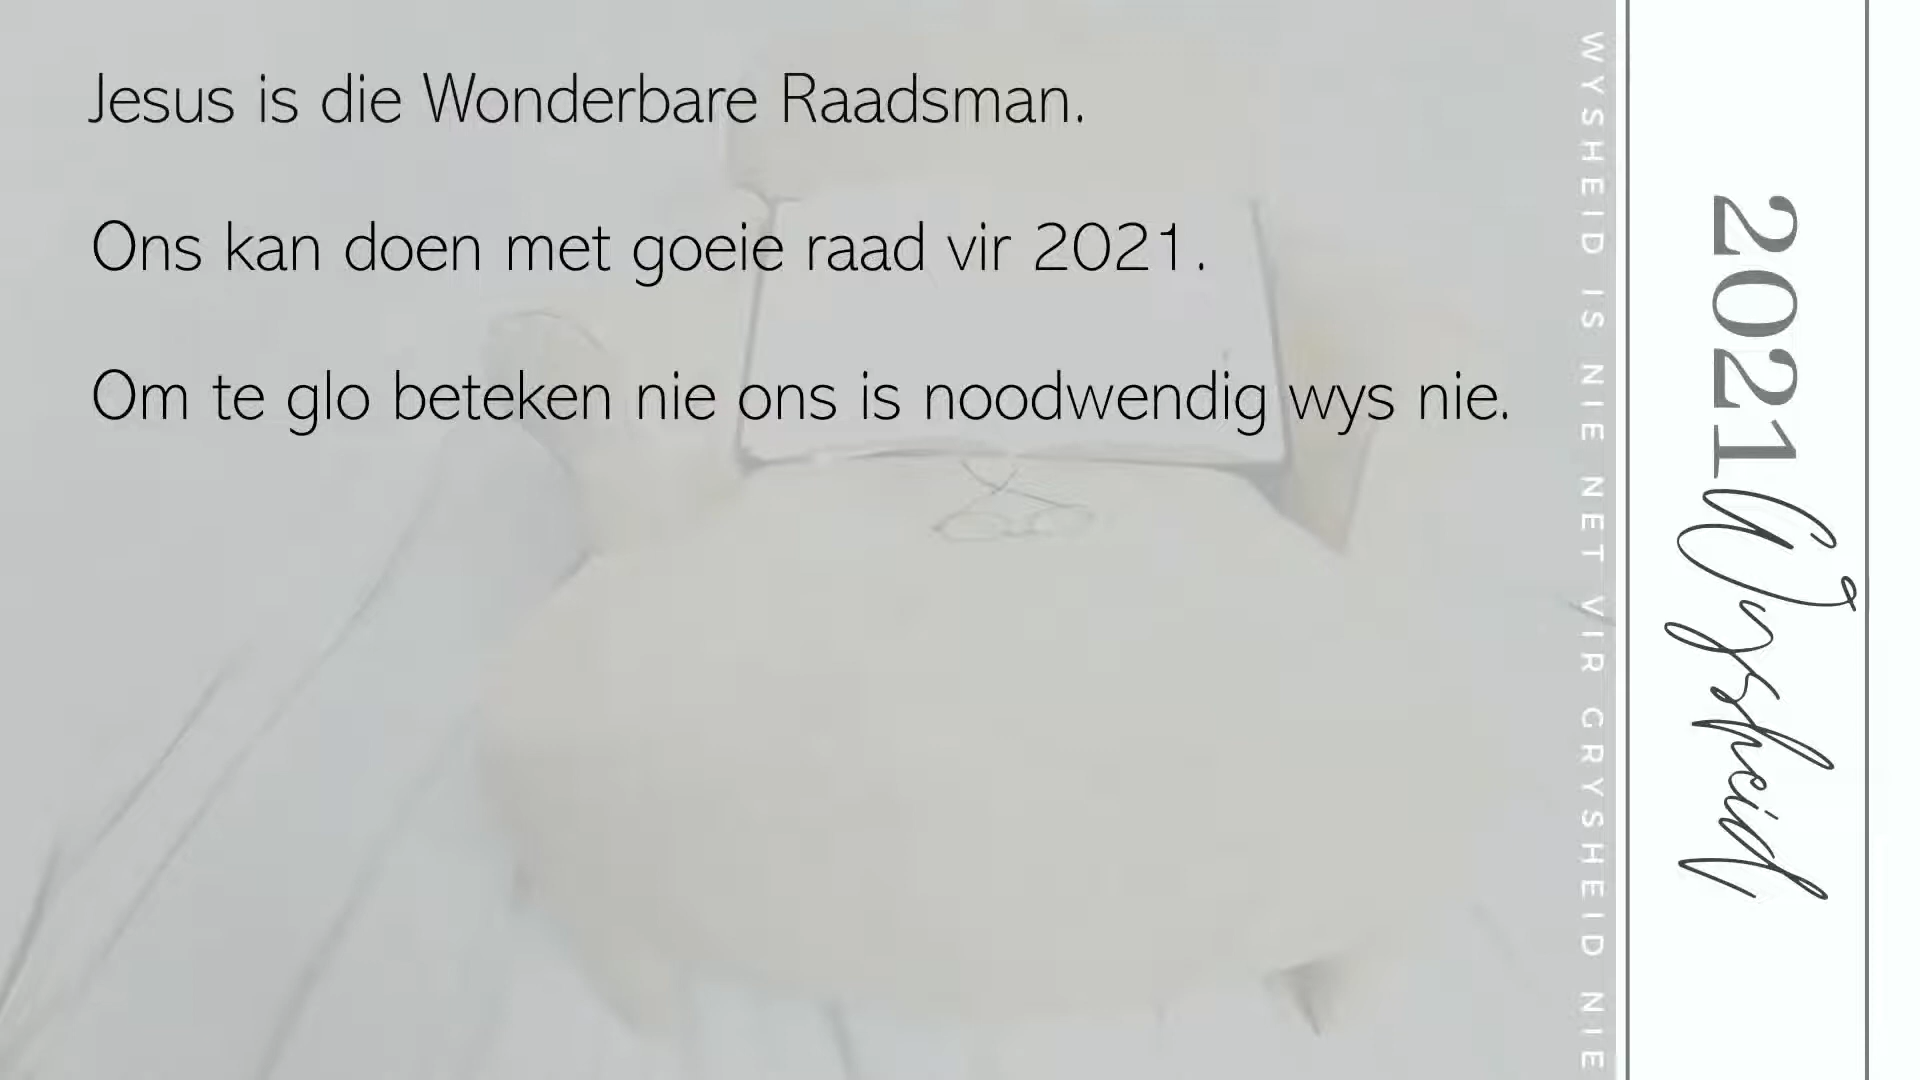 Jesus is die Wonderbare Raadsman.
Ons kan doen met goeie raad vir 2021.
Om te glo beteken nie ons is noodwendig wys nie.
WYSHEID IS NIE NET VIR GRYSHEID NIE
2021 Wysheid